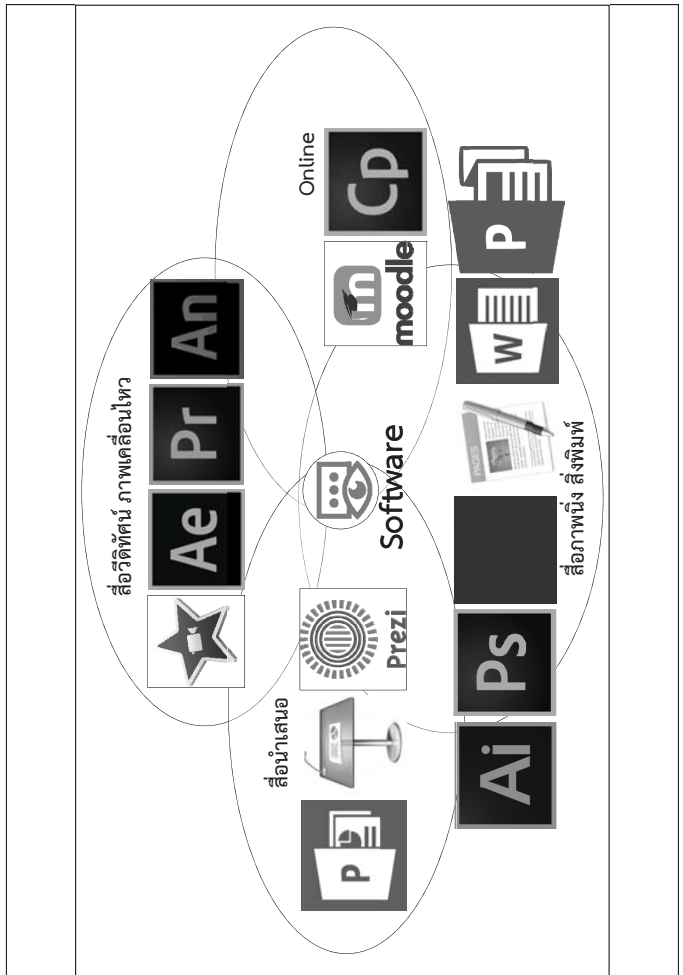 สื่อวีดิทัศน์ ภาพเคลื่อนไหว
Ae
Pr
An
สื่อนำเสนอ
Online
P
Prezi
m
moodle
Cp
Software
Ai
Ps
PAGES
W
P
สื่อภาพนิ่ง สิ่งพิมพ์